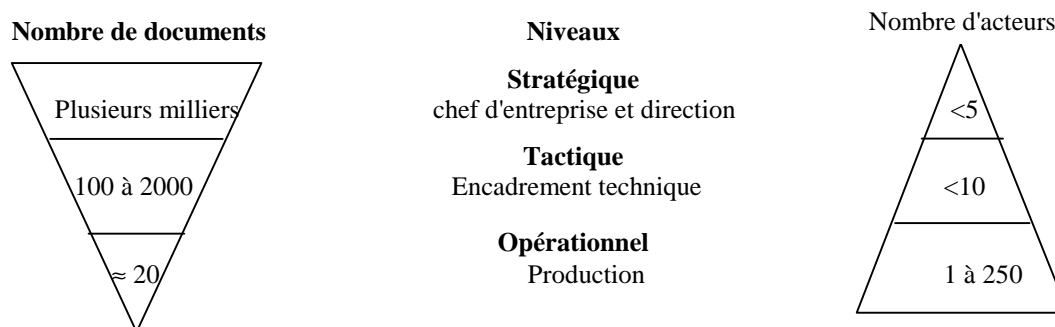 Nombre de documents
Niveaux
Nombre d'acteurs
Stratégique
Plusieurs milliers
chef d'entreprise et direction
<5
Tactique
100 à 2000
Encadrement technique
<10
Opérationnel
≈ 20
Production
1 à 250